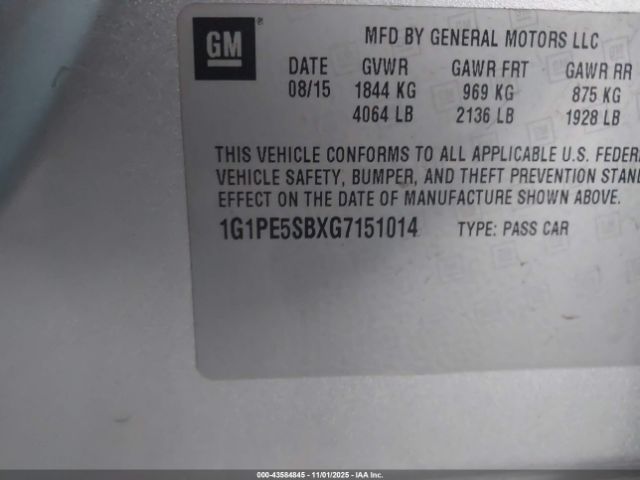 GM
MFD BY GENERAL MOTORS LLC
DATE GVWR GAWR FRT GAWR RR
08/15 1844 KG 969 KG 875 KG
4064 LB 2136 LB 1928 LB
THIS VEHICLE CONFORMS TO ALL APPLICABLE U.S. FEDER
VEHICLE SAFETY, BUMPER, AND THEFT PREVENTION STAND
EFFECT ON THE DATE OF MANUFACTURE SHOWN ABOVE.
1G1PE5SBXG7151014 TYPE: PASS CAR
000-43584845 - 11/01/2025 - IAA Inc.